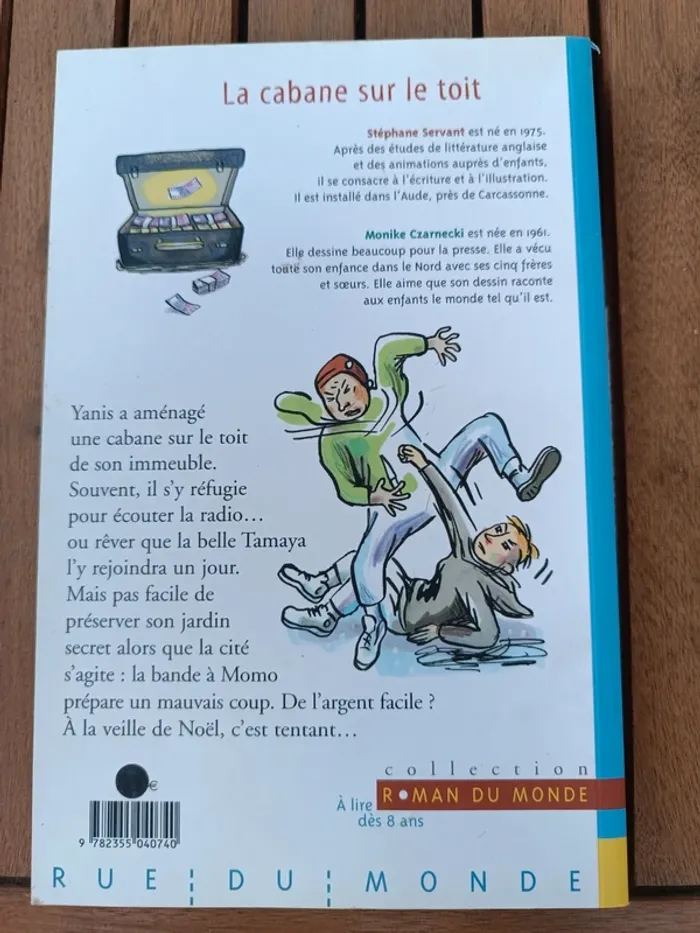 La cabane sur le toit
Stéphane Servant est né en 1975.
Après des études de littérature anglaise
et des animations auprès d'enfants,
il se consacre à l'écriture et à l'illustration.
Il est installé dans l'Aude, près de Carcassonne.
Monike Czarnecki est née en 1961.
Elle dessine beaucoup pour la presse. Elle a vécu
toute son enfance dans le Nord avec ses cinq frères
et sœurs. Elle aime que son dessin raconte
aux enfants le monde tel qu'il est.
Yanis a aménagé
une cabane sur le toit
de son immeuble.
Souvent, il s'y réfugie
pour écouter la radio…
ou rêver que la belle Tamaya
l'y rejoindra un jour.
Mais pas facile de
préserver son jardin
secret alors que la cité
s'agite : la bande à Momo
prépare un mauvais coup. De l'argent facile ?
À la veille de Noël, c'est tentant…
collection
ROMAN DU MONDE
À lire
dès 8 ans
€
9 782355 040740
RUE DU MONDE